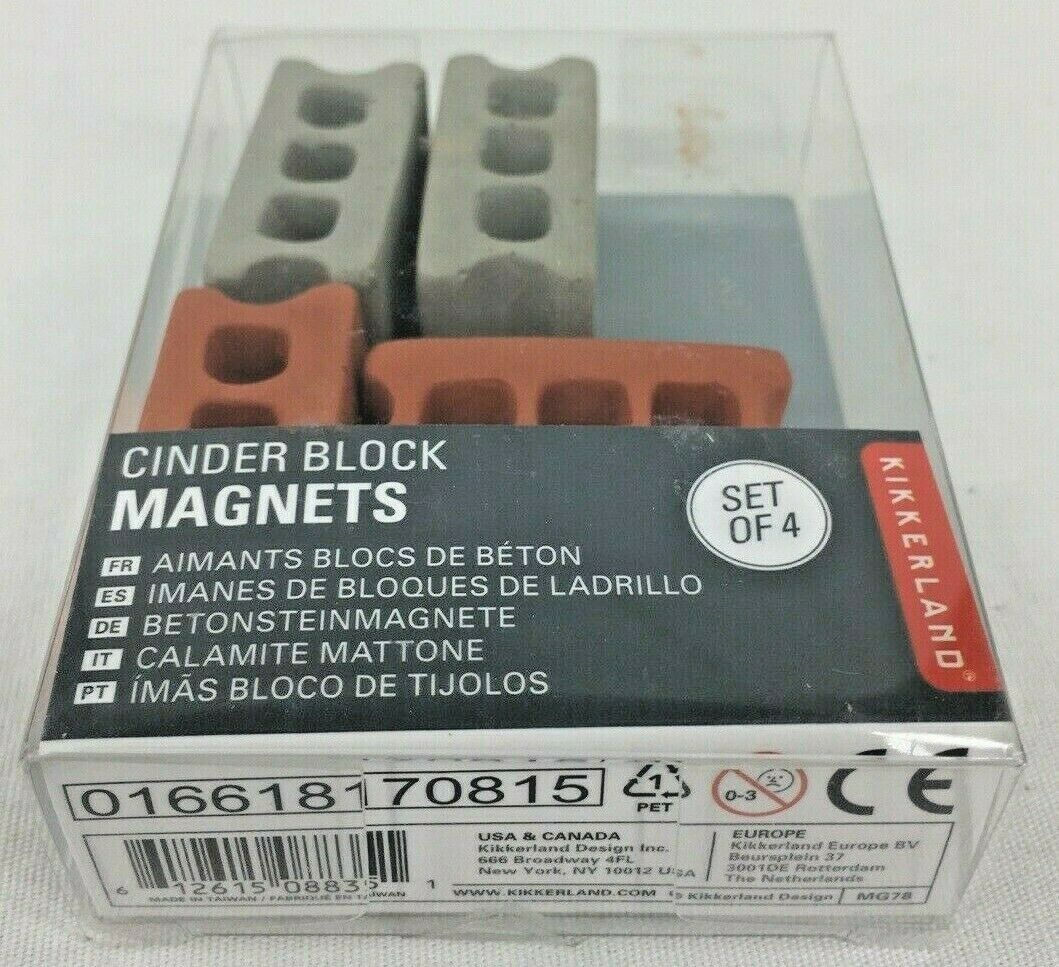 CINDER BLOCK
MAGNETS
SET
OF 4
KIKKERLAND®
FR AIMANTS BLOCS DE BÉTON
ES IMANES DE BLOQUES DE LADRILLO
DE BETONSTEINMAGNETE
IT CALAMITE MATTONE
PT ÍMÃS BLOCO DE TIJOLOS
0166181 70815
1
PET
0-3
CE
6 12615 0883 1
MADE IN TAIWAN / FABRIQUÉ EN TAIWAN
USA & CANADA
Kikkerland Design Inc.
666 Broadway 4FL
New York, NY 10012 USA
WWW.KIKKERLAND.COM
EUROPE
Kikkerland Europe BV
Beursplein 37
3001DE Rotterdam
The Netherlands
© Kikkerland Design
MG78